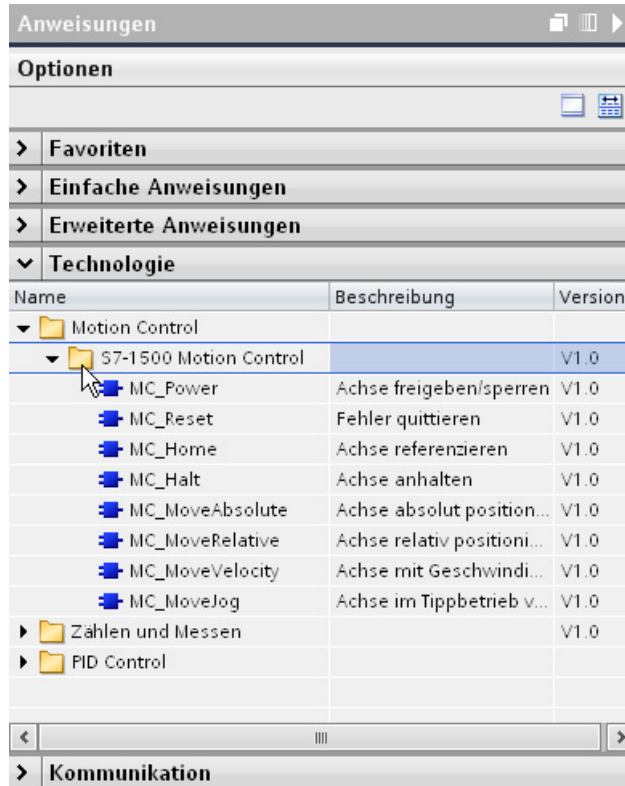 Anweisungen
Optionen
Favoriten
Einfache Anweisungen
Erweiterte Anweisungen
Technologie
Name Beschreibung Version
Motion Control
S7-1500 Motion Control V1.0
MC_Power Achse freigeben/sperren V1.0
MC_Reset Fehler quittieren V1.0
MC_Home Achse referenzieren V1.0
MC_Halt Achse anhalten V1.0
MC_MoveAbsolute Achse absolut position... V1.0
MC_MoveRelative Achse relativ positioni... V1.0
MC_MoveVelocity Achse mit Geschwindi... V1.0
MC_MoveJog Achse im Tippbetrieb v... V1.0
Zählen und Messen V1.0
PID Control
Kommunikation